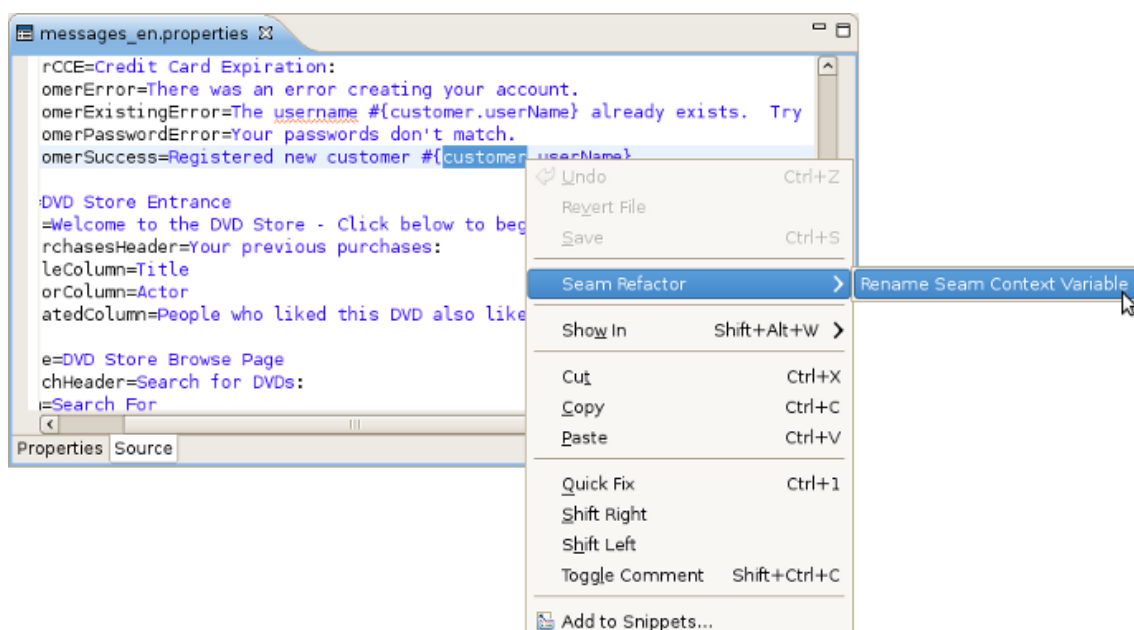 messages_en.properties
rCCE=Credit Card Expiration:
omerError=There was an error creating your account.
omerExistingError=The username #{customer.userName} already exists.  Try
omerPasswordError=Your passwords don't match.
omerSuccess=Registered new customer #{customer.userName}
DVD Store Entrance
=Welcome to the DVD Store - Click below to beg
rchasesHeader=Your previous purchases:
leColumn=Title
orColumn=Actor
atedColumn=People who liked this DVD also like
e=DVD Store Browse Page
chHeader=Search for DVDs:
=Search For
Properties Source
Undo Ctrl+Z
Revert File
Save Ctrl+S
Seam Refactor
Rename Seam Context Variable
Show In Shift+Alt+W
Cut Ctrl+X
Copy Ctrl+C
Paste Ctrl+V
Quick Fix Ctrl+1
Shift Right
Shift Left
Toggle Comment Shift+Ctrl+C
Add to Snippets...